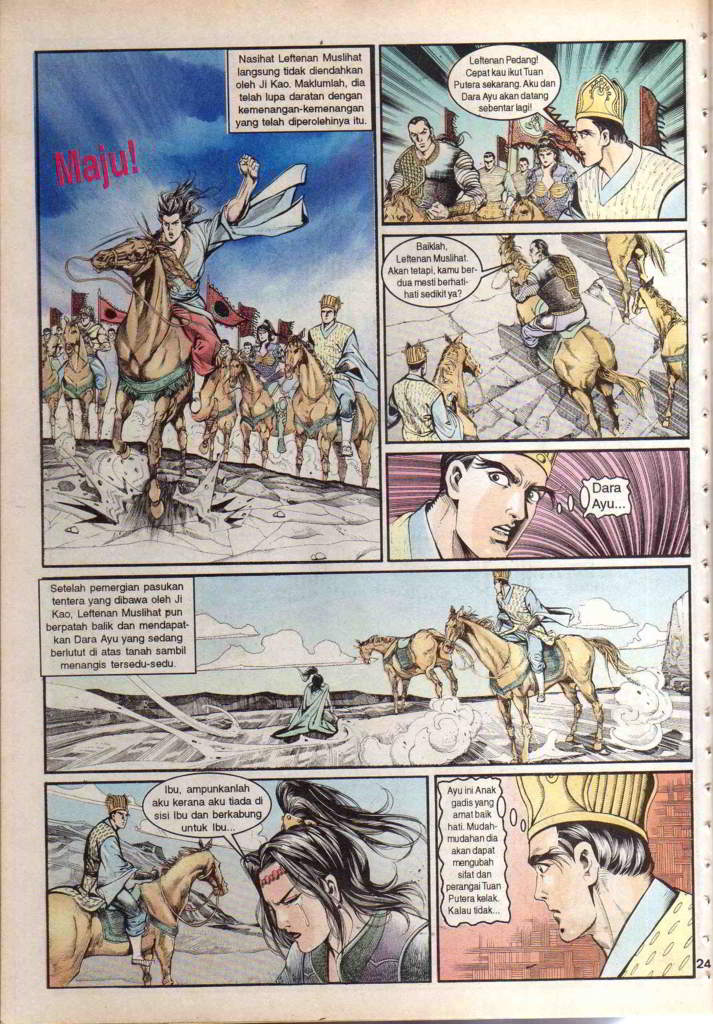 Nasihat Leftenan Muslihat
langsung tidak diendahkan
oleh Ji Kao. Maklumlah, dia
telah lupa daratan dengan
kemenangan-kemenangan
yang telah diperolehinya itu.
Maju!
Leftenan Pedang!
Cepat kau ikut Tuan
Putera sekarang. Aku dan
Dara Ayu akan datang
sebentar lagi!
Baiklah,
Leftenan Muslihat.
Akan tetapi, kamu ber-
dua mesti berhati-
hati sedikit ya?
Dara
Ayu...
Setelah pemergian pasukan
tentera yang dibawa oleh Ji
Kao, Leftenan Muslihat pun
berpatah balik dan mendapat-
kan Dara Ayu yang sedang
berlutut di atas tanah sambil
menangis tersedu-sedu.
Ibu, ampunkanlah
aku kerana aku tiada di
sisi Ibu dan berkabung
untuk Ibu...
Ayu ini Anak
gadis yang
amat baik
hati. Mudah-
mudahan dia
akan dapat
mengubah
sifat dan
perangai Tuan
Putera kelak.
Kalau tidak...
24